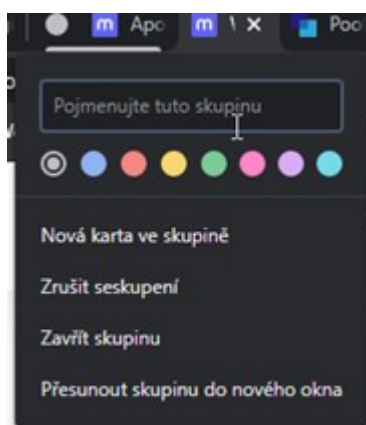 m Apo m V Poo
Pojmenujte tuto skupinu
Nová karta ve skupině
Zrušit seskupení
Zavřít skupinu
Přesunout skupinu do nového okna